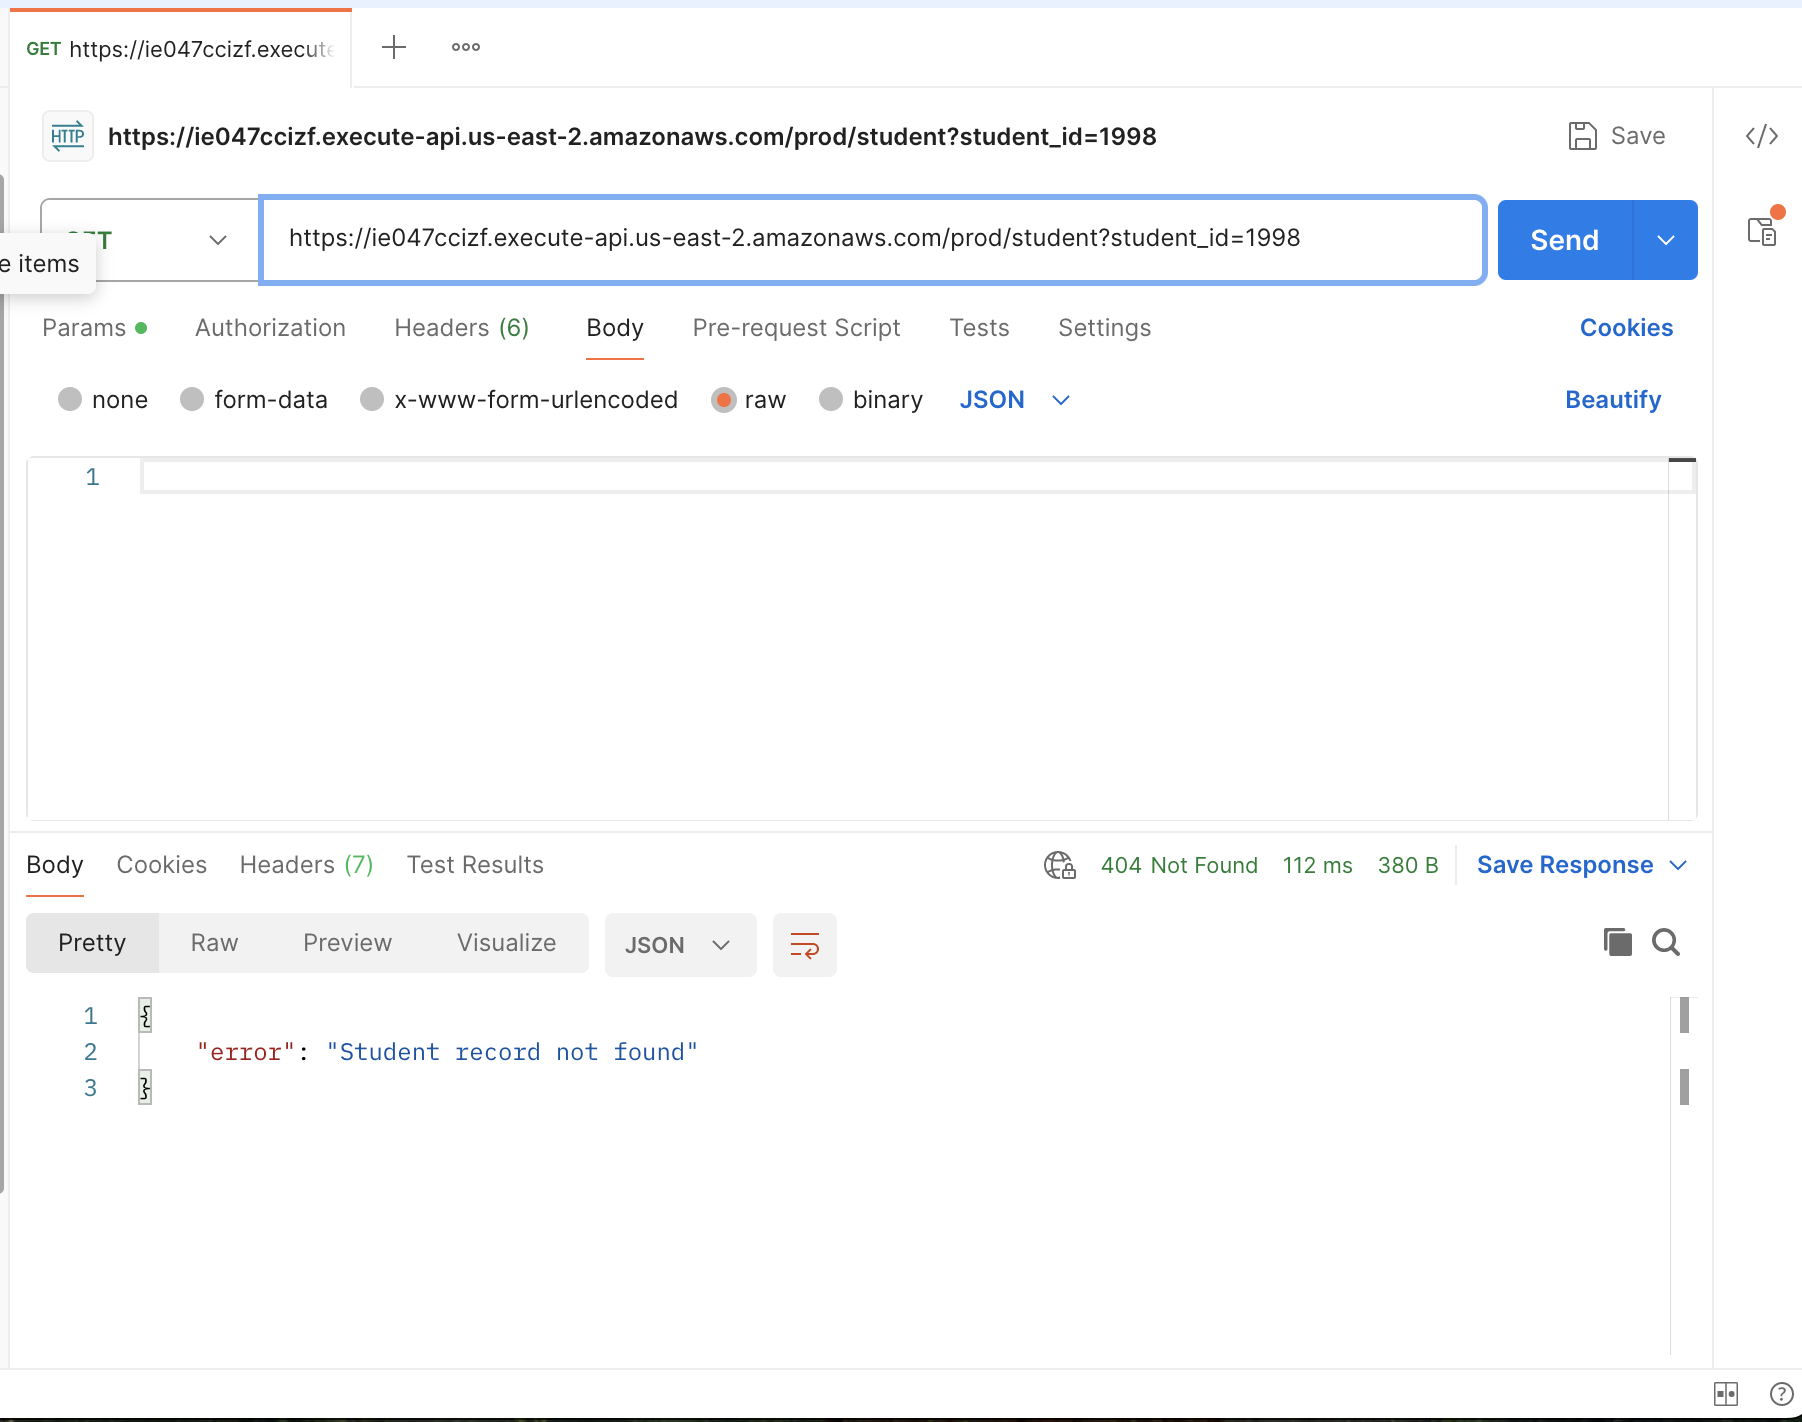 GET https://ie047ccizf.execute
HTTP https://ie047ccizf.execute-api.us-east-2.amazonaws.com/prod/student?student_id=1998 Save
https://ie047ccizf.execute-api.us-east-2.amazonaws.com/prod/student?student_id=1998 Send
e items
Params Authorization Headers (6) Body Pre-request Script Tests Settings Cookies
none form-data x-www-form-urlencoded raw binary JSON Beautify
1
Body Cookies Headers (7) Test Results 404 Not Found 112 ms 380 B Save Response
Pretty Raw Preview Visualize JSON
1 {
2 "error": "Student record not found"
3 }